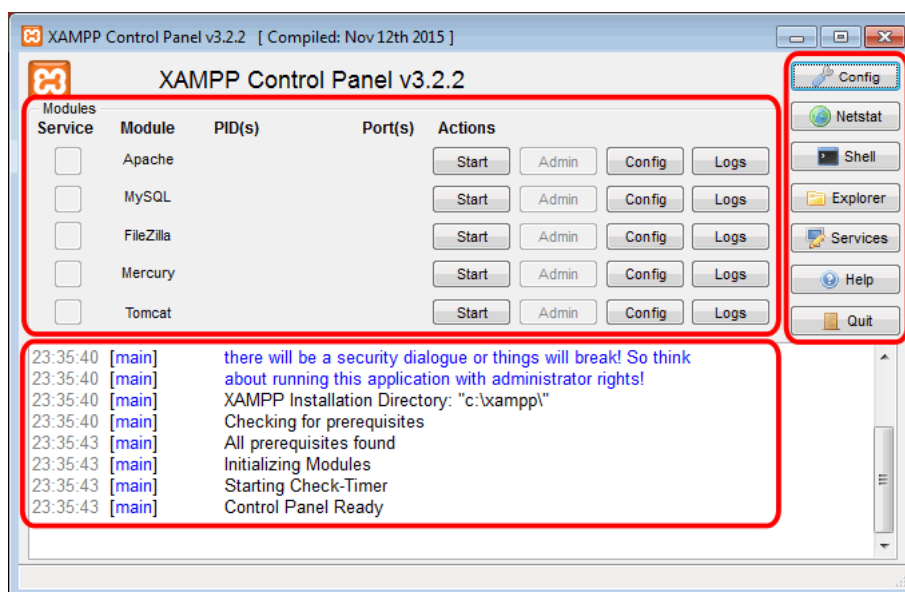 XAMPP Control Panel v3.2.2 [ Compiled: Nov 12th 2015 ]
XAMPP Control Panel v3.2.2
Config
Modules
Service Module PID(s) Port(s) Actions
Netstat
Apache Start Admin Config Logs
Shell
MySQL Start Admin Config Logs
Explorer
FileZilla Start Admin Config Logs
Services
Mercury Start Admin Config Logs
Help
Tomcat Start Admin Config Logs
Quit
23:35:40 [main] there will be a security dialogue or things will break! So think
23:35:40 [main] about running this application with administrator rights!
23:35:40 [main] XAMPP Installation Directory: "c:\xampp\"
23:35:40 [main] Checking for prerequisites
23:35:43 [main] All prerequisites found
23:35:43 [main] Initializing Modules
23:35:43 [main] Starting Check-Timer
23:35:43 [main] Control Panel Ready